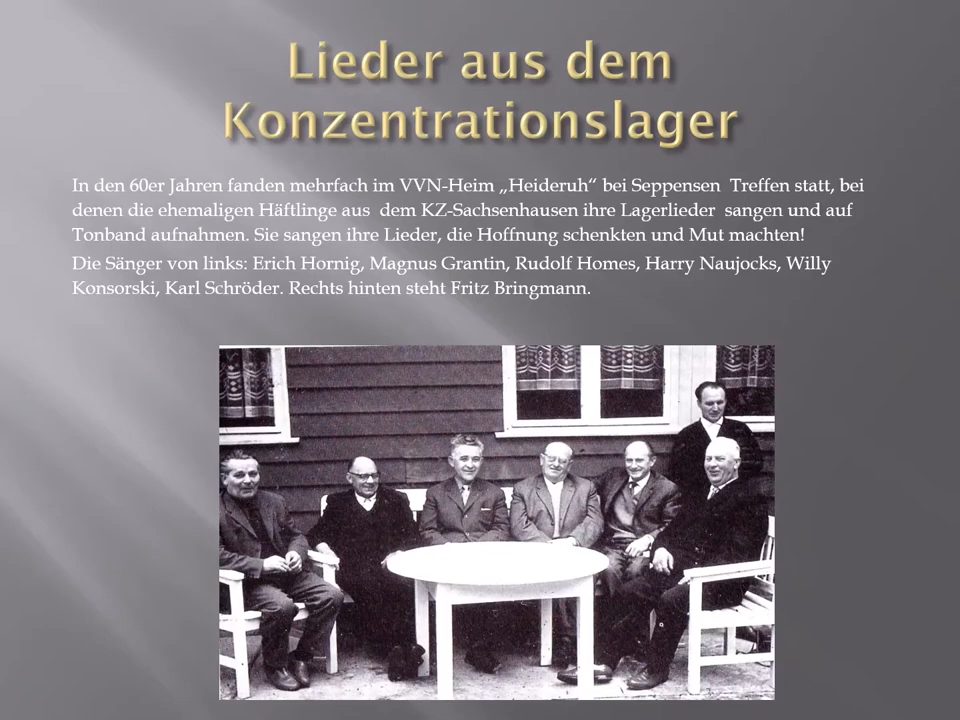 Lieder aus dem
Konzentrationslager
In den 60er Jahren fanden mehrfach im VVN-Heim „Heideruh“ bei Seppensen  Treffen statt, bei
denen die ehemaligen Häftlinge aus  dem KZ-Sachsenhausen ihre Lagerlieder  sangen und auf
Tonband aufnahmen. Sie sangen ihre Lieder, die Hoffnung schenkten und Mut machten!
Die Sänger von links: Erich Hornig, Magnus Grantin, Rudolf Homes, Harry Naujocks, Willy
Konsorski, Karl Schröder. Rechts hinten steht Fritz Bringmann.